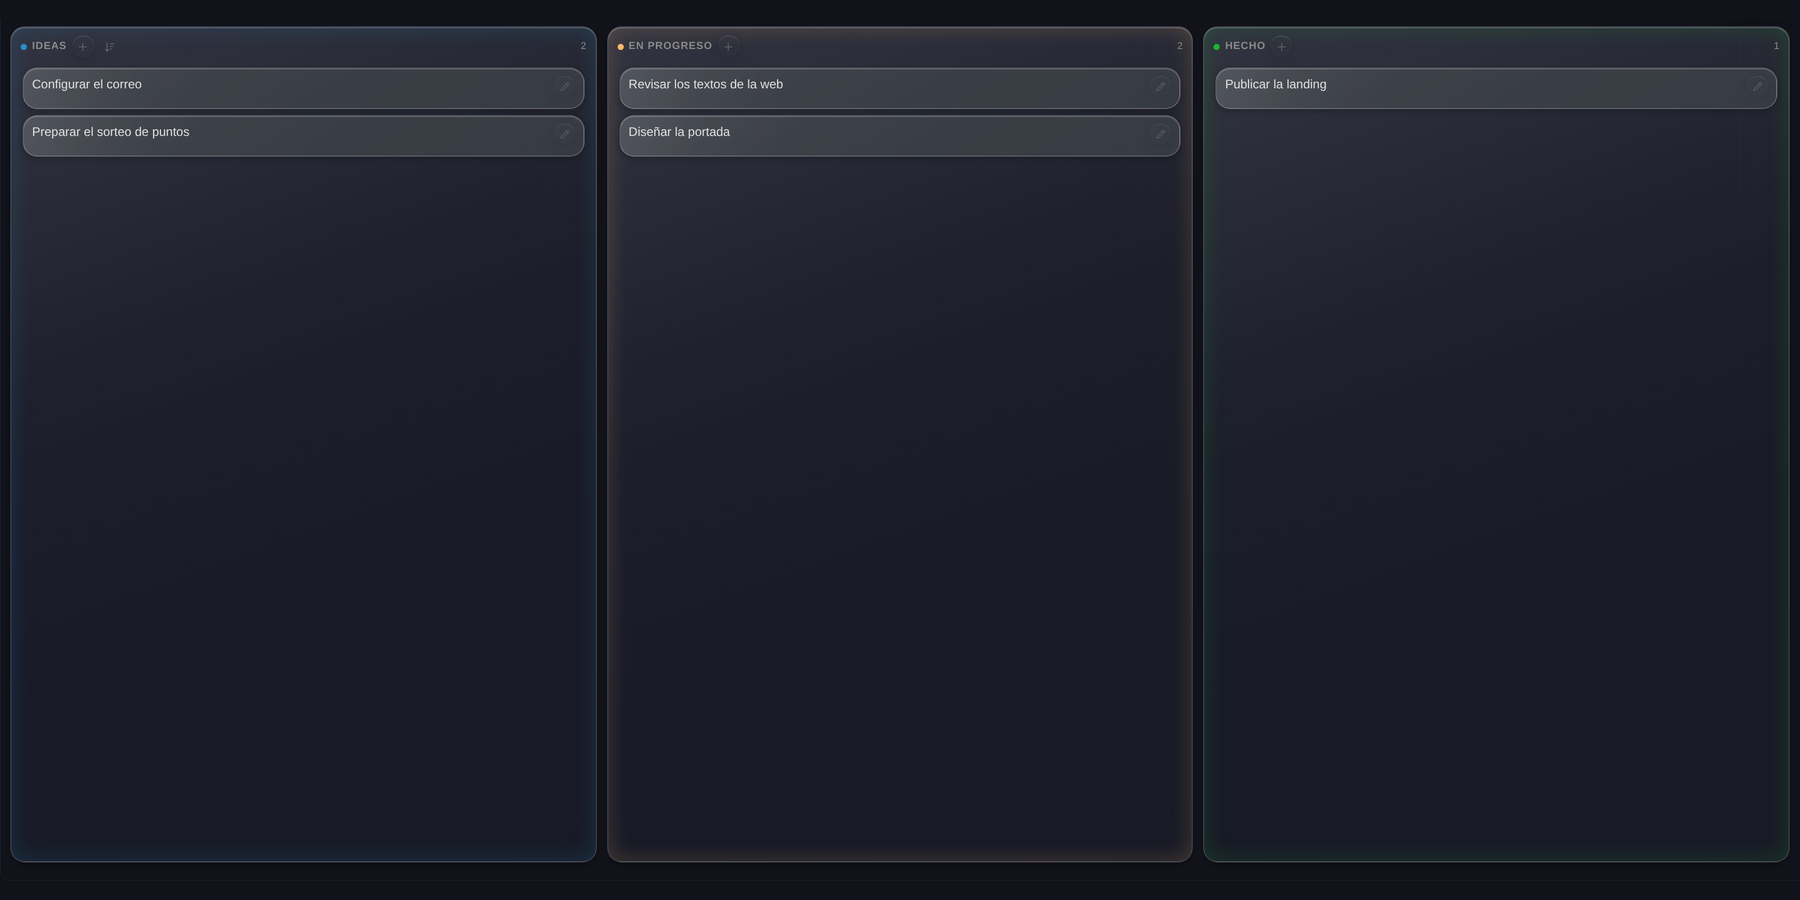 IDEAS
2
Configurar el correo
Preparar el sorteo de puntos
EN PROGRESO
2
Revisar los textos de la web
Diseñar la portada
HECHO
1
Publicar la landing